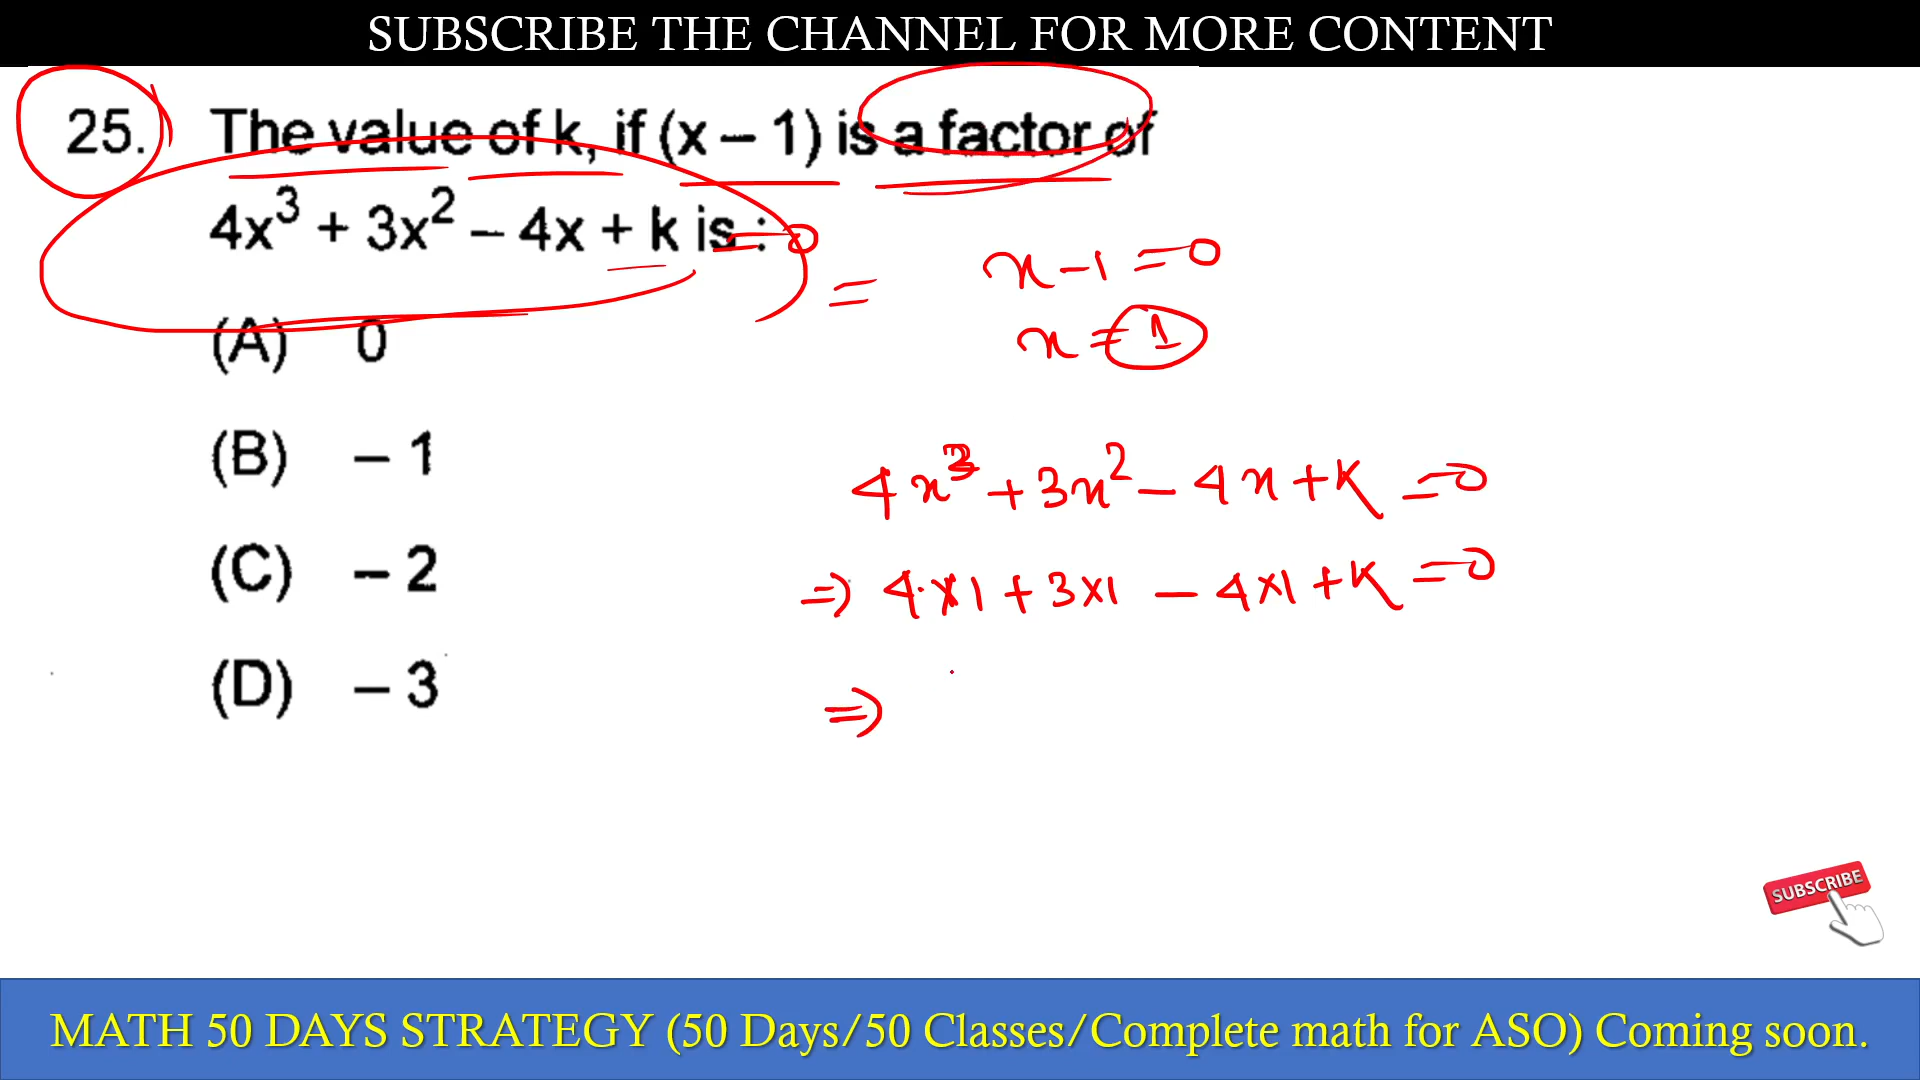 SUBSCRIBE THE CHANNEL FOR MORE CONTENT
25. The value of k, if (x – 1) is a factor of
4x³ + 3x² – 4x + k is : = 0
(A) 0
(B) – 1
(C) – 2
(D) – 3
=
x - 1 = 0
x = 1
4x³ + 3x² - 4x + k = 0
⇒ 4×1 + 3×1 - 4×1 + k = 0
⇒
SUBSCRIBE
MATH 50 DAYS STRATEGY (50 Days/50 Classes/Complete math for ASO) Coming soon.